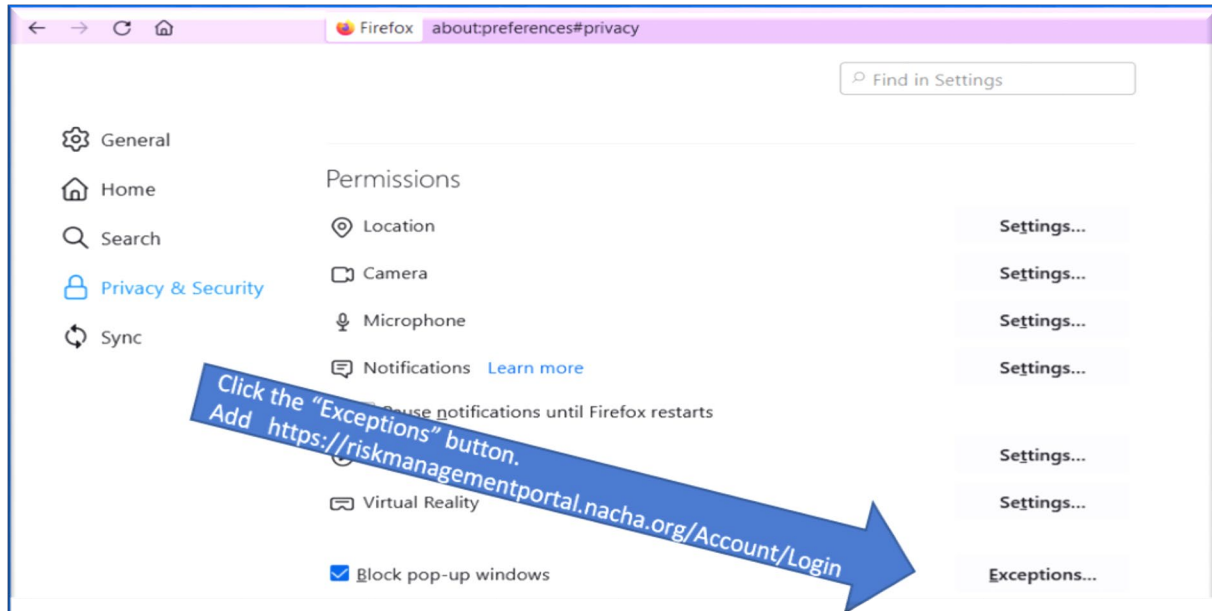 Firefox about:preferences#privacy
Find in Settings
General
Home
Search
Privacy & Security
Sync
Permissions
Location Settings...
Camera Settings...
Microphone Settings...
Notifications Learn more Settings...
notifications until Firefox restarts
Settings...
Virtual Reality Settings...
Block pop-up windows Exceptions...
Click the “Exceptions” button.
Add https://riskmanagementportal.nacha.org/Account/Login